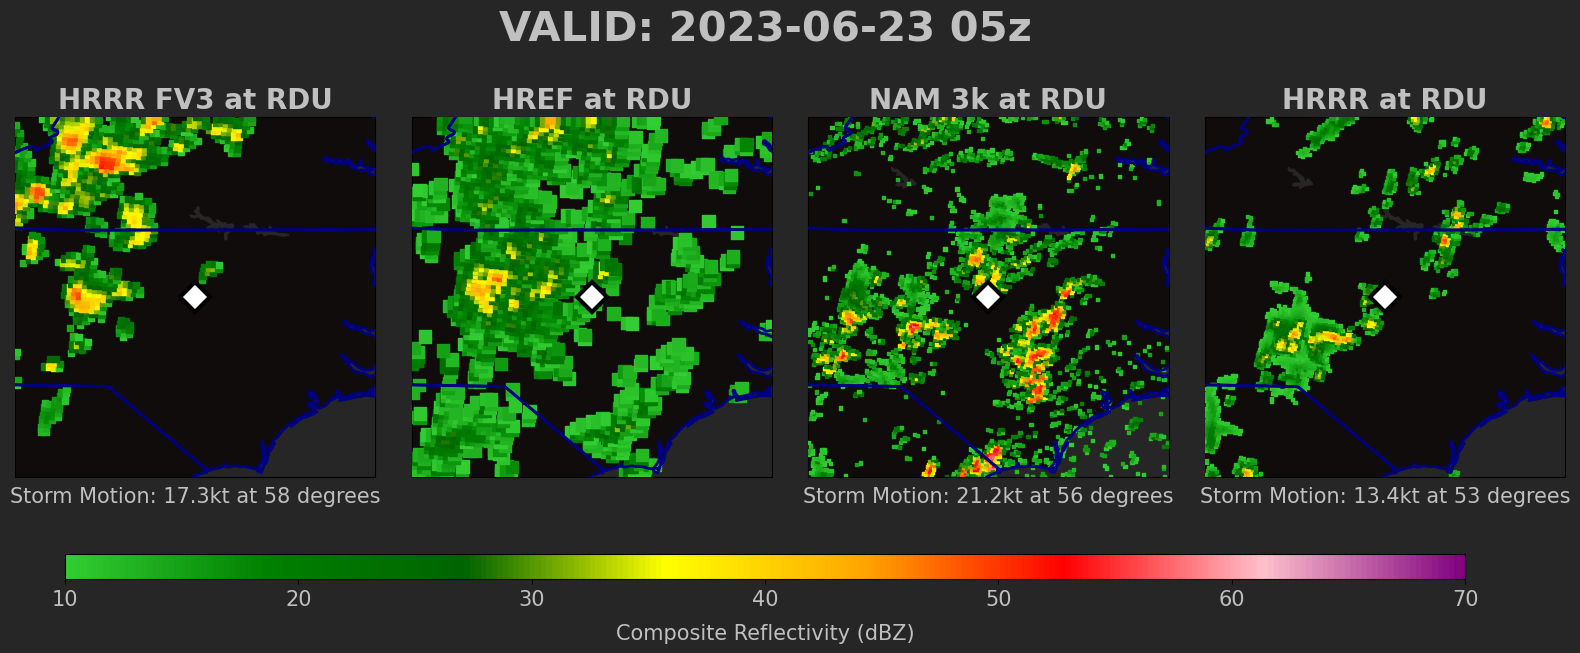 VALID: 2023-06-23 05z
HRRR FV3 at RDU
HREF at RDU
NAM 3k at RDU
HRRR at RDU
Storm Motion: 17.3kt at 58 degrees
Storm Motion: 21.2kt at 56 degrees
Storm Motion: 13.4kt at 53 degrees
10 20 30 40 50 60 70
Composite Reflectivity (dBZ)